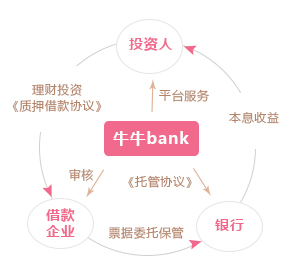 投资人
理财投资
《质押借款协议》
平台服务
本息收益
牛牛bank
审核
《托管协议》
借款
企业
票据委托保管
银行